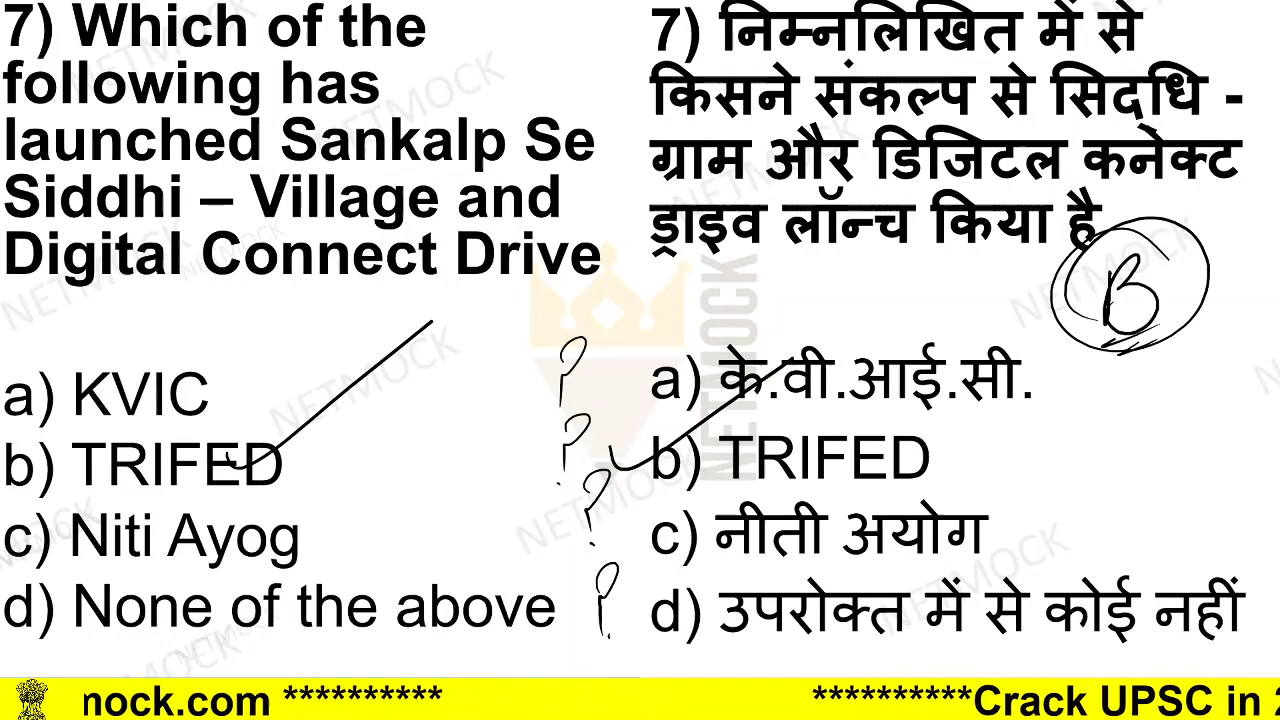 7) Which of the
following has
launched Sankalp Se
Siddhi – Village and
Digital Connect Drive
a) KVIC
b) TRIFED
c) Niti Ayog
d) None of the above
7) निम्नलिखित में से
किसने संकल्प से सिद्धि -
ग्राम और डिजिटल कनेक्ट
ड्राइव लॉन्च किया है
B
a) के.वी.आई.सी.
b) TRIFED
c) नीती अयोग
d) उपरोक्त में से कोई नहीं
?
?
?
?
NETMOCK
nock.com **********
**********Crack UPSC in